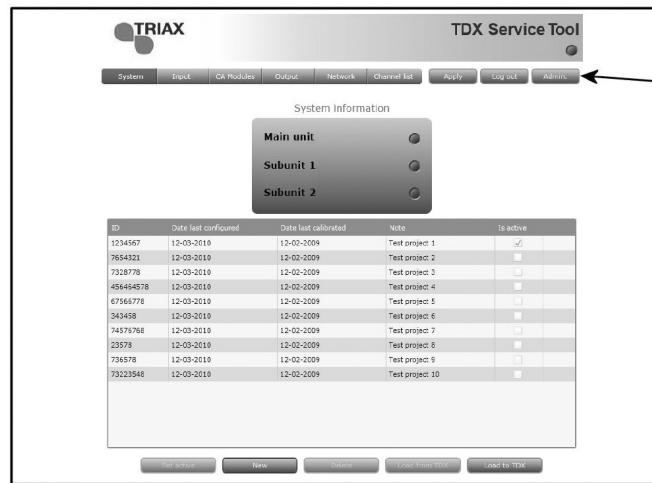 TRIAX
TDX Service Tool
System Input CA Modules Output Network Channel list Apply Log out Admin.
System Information
Main unit
Subunit 1
Subunit 2
ID Date last configured Date last calibrated Note Is active
1234567 12-03-2010 12-02-2009 Test project 1
7654321 12-03-2010 12-02-2009 Test project 2
7328778 12-03-2010 12-02-2009 Test project 3
456464578 12-03-2010 12-02-2009 Test project 4
67566778 12-03-2010 12-02-2009 Test project 5
343458 12-03-2010 12-02-2009 Test project 6
74576768 12-03-2010 12-02-2009 Test project 7
23578 12-03-2010 12-02-2009 Test project 8
736578 12-03-2010 12-02-2009 Test project 9
73223548 12-03-2010 12-02-2009 Test project 10
Set active New Delete Load from TDX Load to TDX